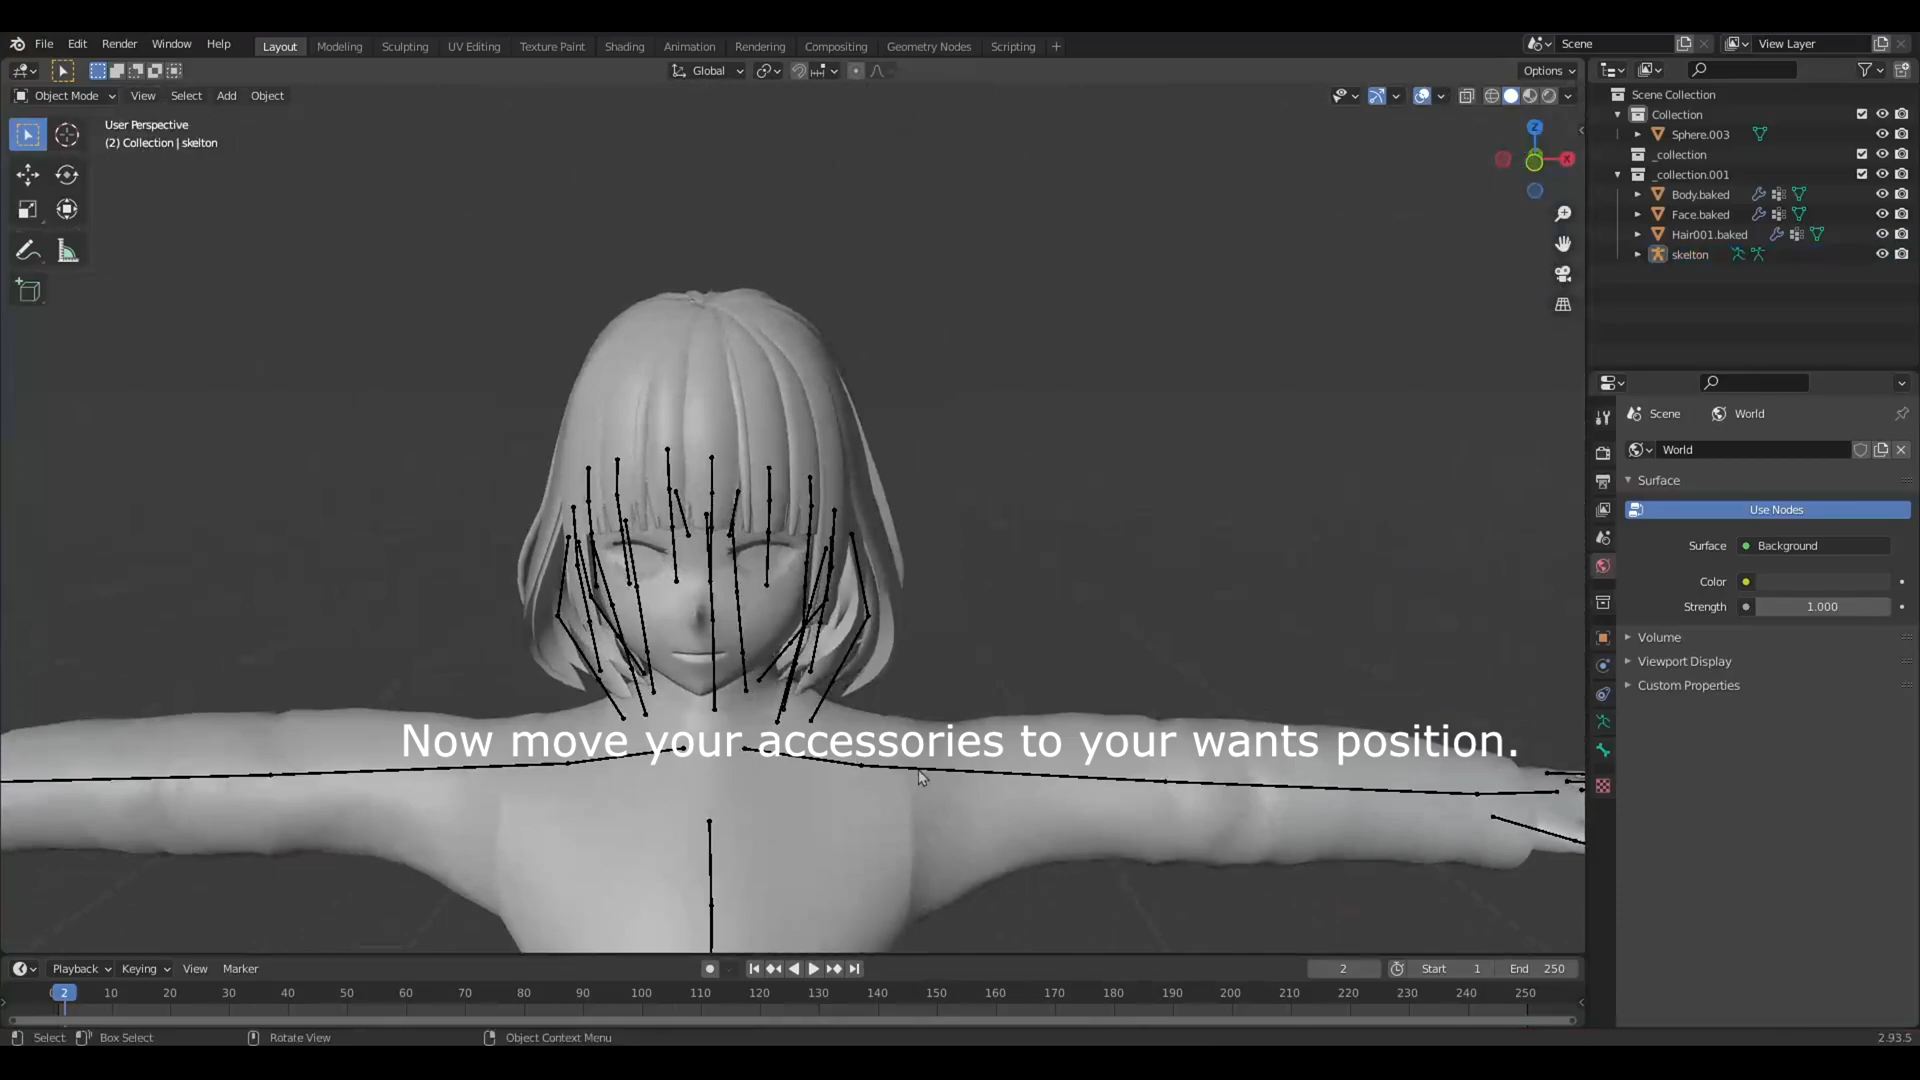 File Edit Render Window Help Layout Modeling Sculpting UV Editing Texture Paint Shading Animation Rendering Compositing Geometry Nodes Scripting + Scene View Layer
Global Options
Object Mode View Select Add Object
User Perspective
(2) Collection | skelton
Z
X
Scene Collection
Collection
Sphere.003
_collection
_collection.001
Body.baked
Face.baked
Hair001.baked
skelton
Scene World
World
Surface
Use Nodes
Surface Background
Color
Strength 1.000
Volume
Viewport Display
Custom Properties
Now move your accessories to your wants position.
Playback Keying View Marker 2 Start 1 End 250
2 10 20 30 40 50 60 70 80 90 100 110 120 130 140 150 160 170 180 190 200 210 220 230 240 250
Select Box Select Rotate View Object Context Menu 2.93.5